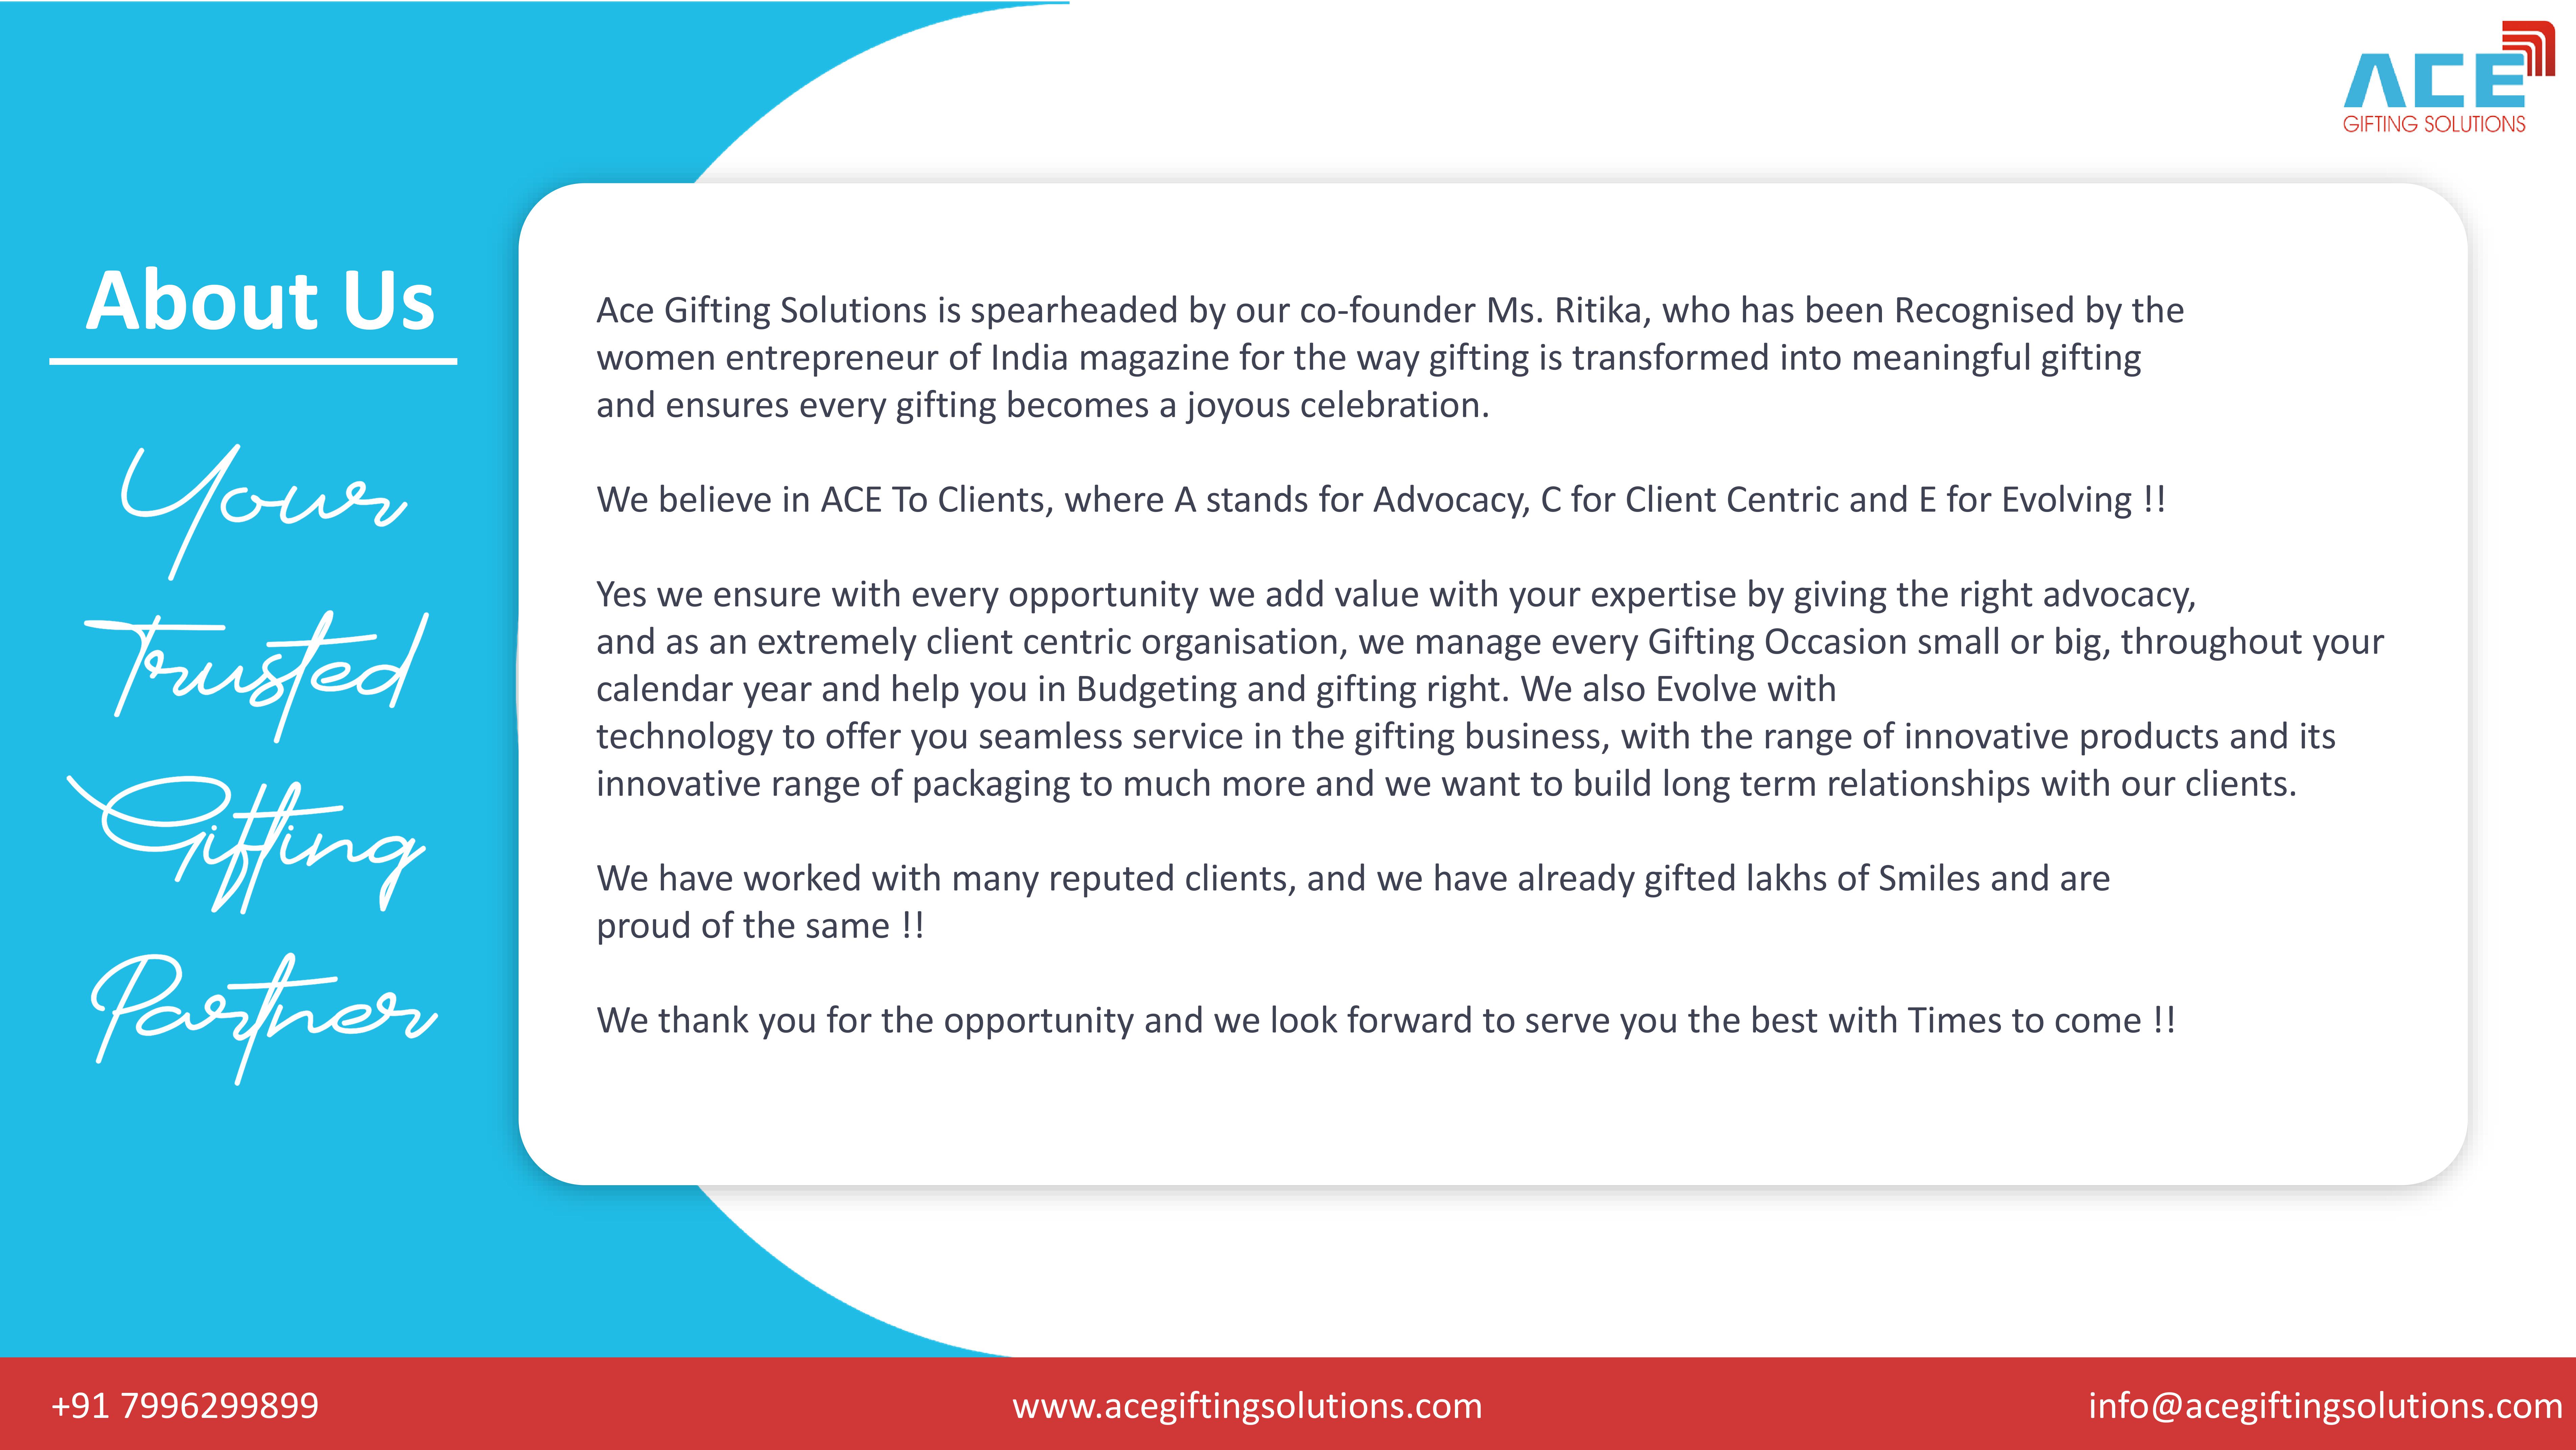 ACE
GIFTING SOLUTIONS
About Us
Your
Trusted
Gifting
Partner
Ace Gifting Solutions is spearheaded by our co-founder Ms. Ritika, who has been Recognised by the
women entrepreneur of India magazine for the way gifting is transformed into meaningful gifting
and ensures every gifting becomes a joyous celebration.
We believe in ACE To Clients, where A stands for Advocacy, C for Client Centric and E for Evolving !!
Yes we ensure with every opportunity we add value with your expertise by giving the right advocacy,
and as an extremely client centric organisation, we manage every Gifting Occasion small or big, throughout your
calendar year and help you in Budgeting and gifting right. We also Evolve with
technology to offer you seamless service in the gifting business, with the range of innovative products and its
innovative range of packaging to much more and we want to build long term relationships with our clients.
We have worked with many reputed clients, and we have already gifted lakhs of Smiles and are
proud of the same !!
We thank you for the opportunity and we look forward to serve you the best with Times to come !!
+91 7996299899
www.acegiftingsolutions.com
info@acegiftingsolutions.com